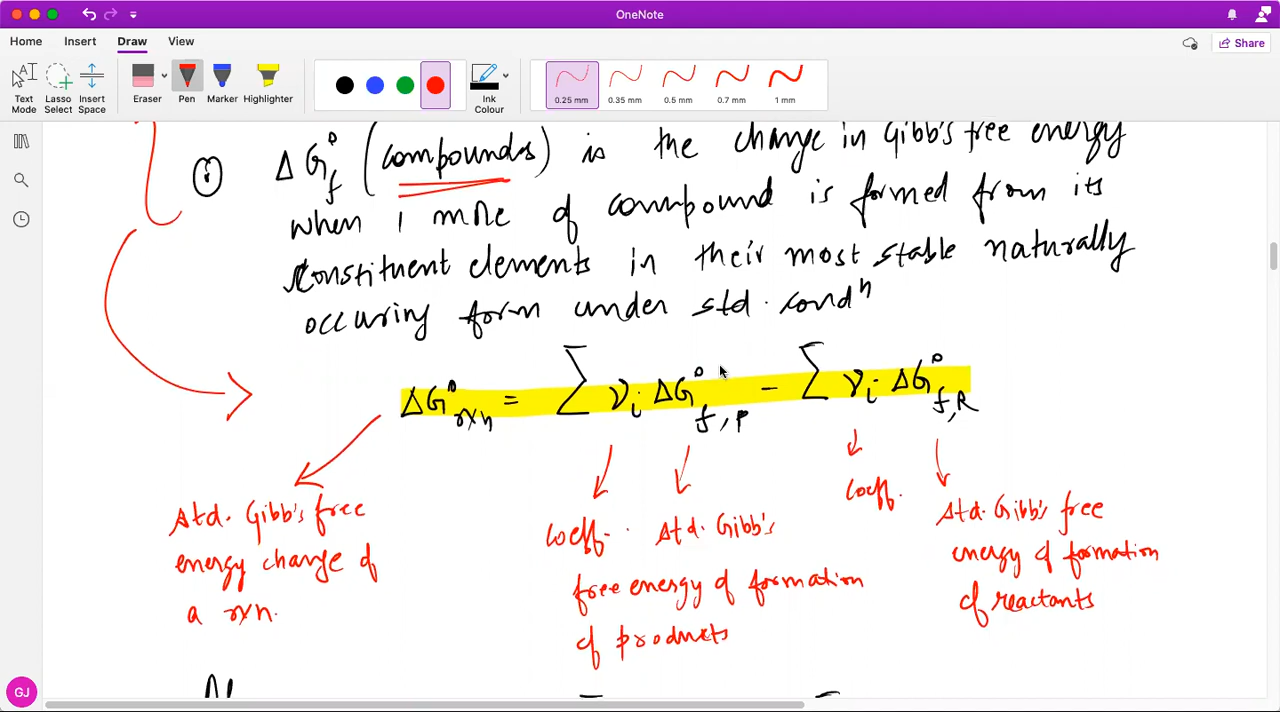 OneNote
Home Insert Draw View
Share
Text Mode
Lasso Select
Insert Space
Eraser
Pen
Marker
Highlighter
Ink Colour
0.25 mm
0.35 mm
0.5 mm
0.7 mm
1 mm
① ΔG°f (compounds) is the change in Gibb's free energy
when 1 mole of compound is formed from its
constituent elements in their most stable naturally
occuring form under std. condⁿ
ΔG°rxn = ∑ νi ΔG°f,P − ∑ νi ΔG°f,R
Std. Gibb's free
energy change of
a rxn.
coeff.
Std. Gibb's
free energy of formation
of products
coeff.
Std. Gibb's free
energy of formation
of reactants
GJ